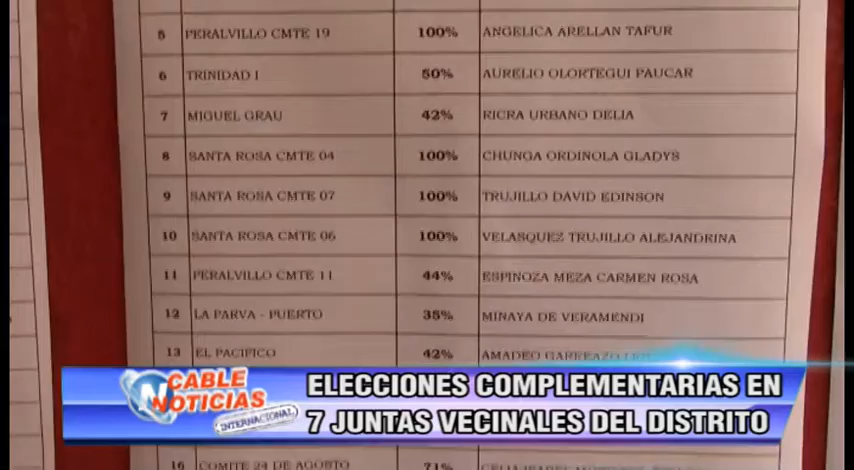 5 PERALVILLO CMTE 19 100% ANGELICA ARELLAN TAFUR
6 TRINIDAD I 50% AURELIO OLORTEGUI PAUCAR
7 MIGUEL GRAU 42% RICRA URBANO DELIA
8 SANTA ROSA CMTE 04 100% CHUNGA ORDINOLA GLADYS
9 SANTA ROSA CMTE 07 100% TRUJILLO DAVID EDINSON
10 SANTA ROSA CMTE 06 100% VELASQUEZ TRUJILLO ALEJANDRINA
11 PERALVILLO CMTE 11 44% ESPINOZA MEZA CARMEN ROSA
12 LA PARVA - PUERTO 35% MINAYA DE VERAMENDI
13 EL PACIFICO 42% AMADEO
CABLE NOTICIAS
INTERNACIONAL
ELECCIONES COMPLEMENTARIAS EN
7 JUNTAS VECINALES DEL DISTRITO
16 COMITE 24 DE AGOSTO 71%